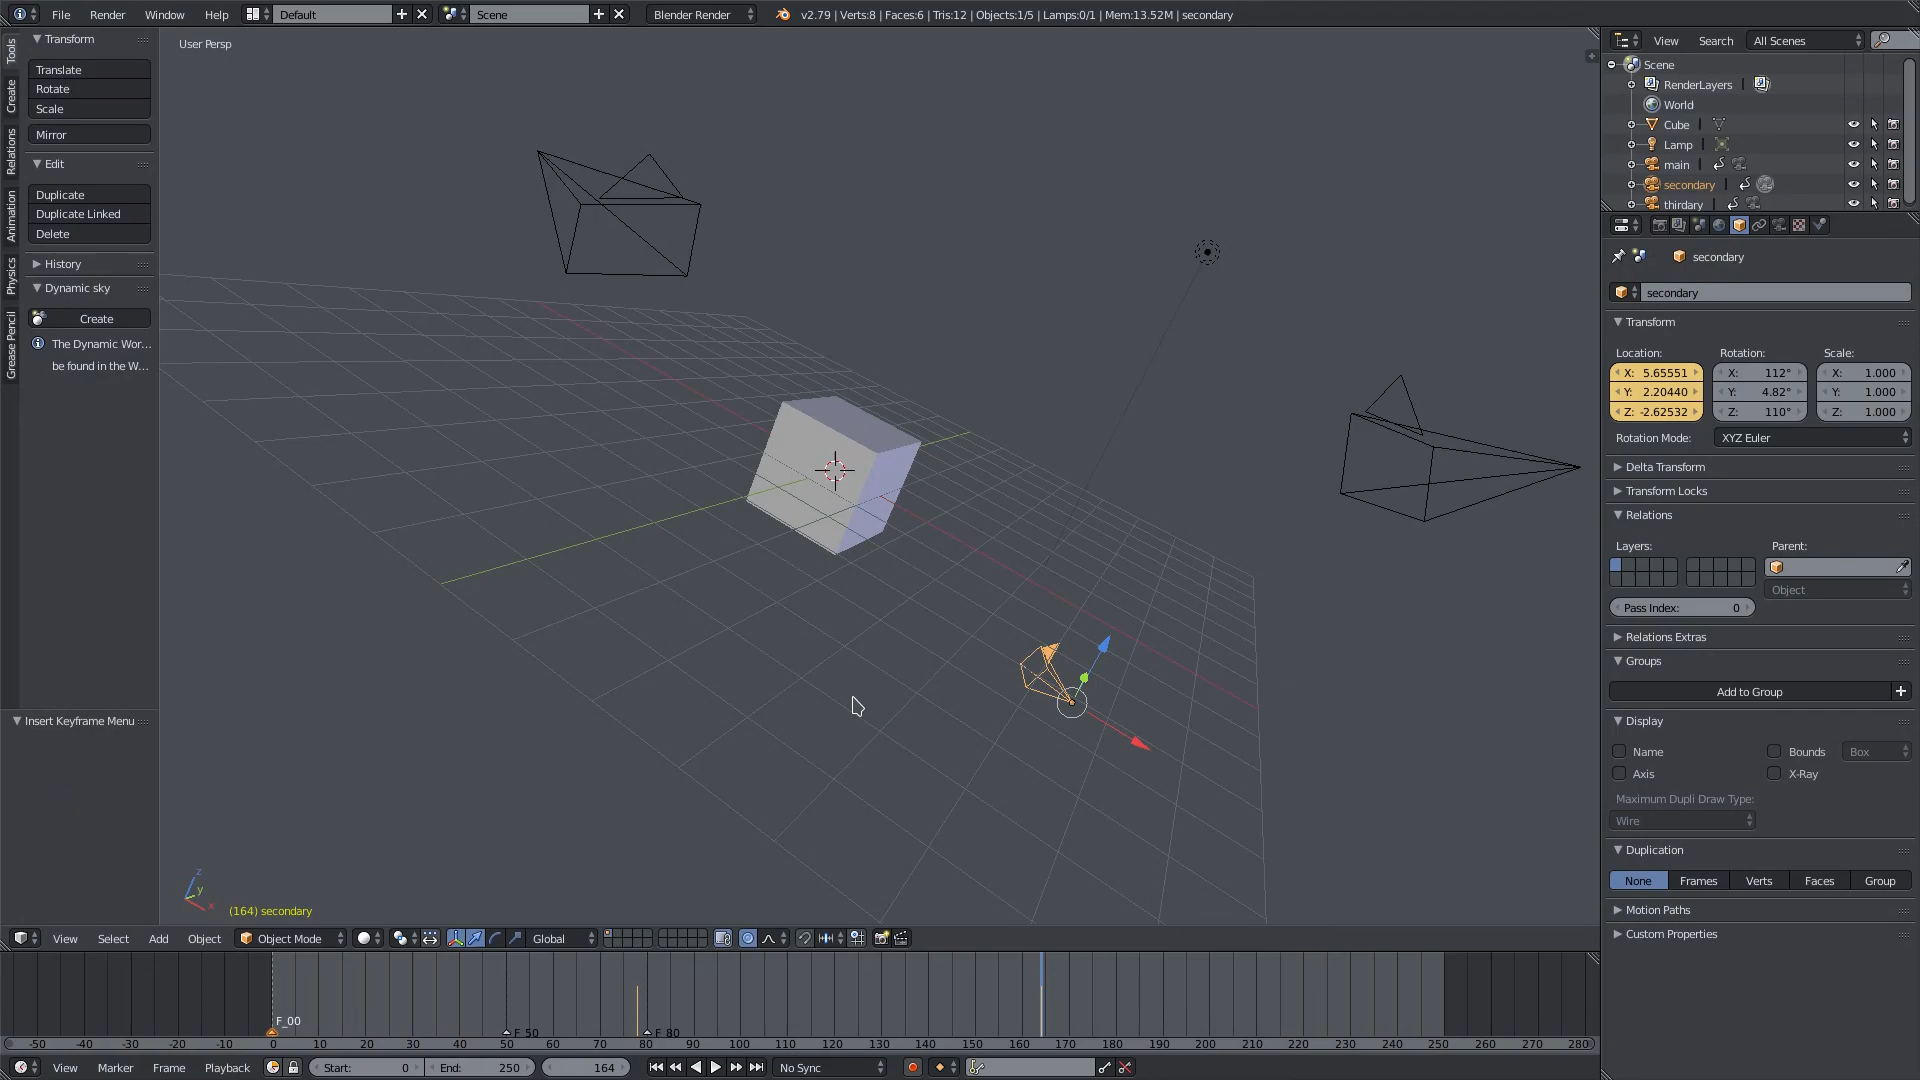 File Render Window Help Default Scene Blender Render v2.79 | Verts:8 | Faces:6 | Tris:12 | Objects:1/5 | Lamps:0/1 | Mem:13.52M | secondary
Tools
Create
Relations
Animation
Physics
Grease Pencil
Transform
Translate
Rotate
Scale
Mirror
Edit
Duplicate
Duplicate Linked
Delete
History
Dynamic sky
Create
The Dynamic Wor...
be found in the W...
Insert Keyframe Menu
User Persp
z
y
x
(164) secondary
View Search All Scenes
Scene
RenderLayers
World
Cube
Lamp
main
secondary
thirdary
secondary
secondary
Transform
Location: Rotation: Scale:
X: 5.65551 X: 112° X: 1.000
Y: 2.20440 Y: 4.82° Y: 1.000
Z: -2.62532 Z: 110° Z: 1.000
Rotation Mode: XYZ Euler
Delta Transform
Transform Locks
Relations
Layers: Parent:
Object
Pass Index: 0
Relations Extras
Groups
Add to Group
Display
Name Bounds Box
Axis X-Ray
Maximum Dupli Draw Type:
Wire
Duplication
None Frames Verts Faces Group
Motion Paths
Custom Properties
View Select Add Object Object Mode Global
F_00
F_50 F_80
-50 -40 -30 -20 -10 0 10 20 30 40 50 60 70 80 90 100 110 120 130 140 150 160 170 180 190 200 210 220 230 240 250 260 270 280
View Marker Frame Playback Start: 0 End: 250 164 No Sync